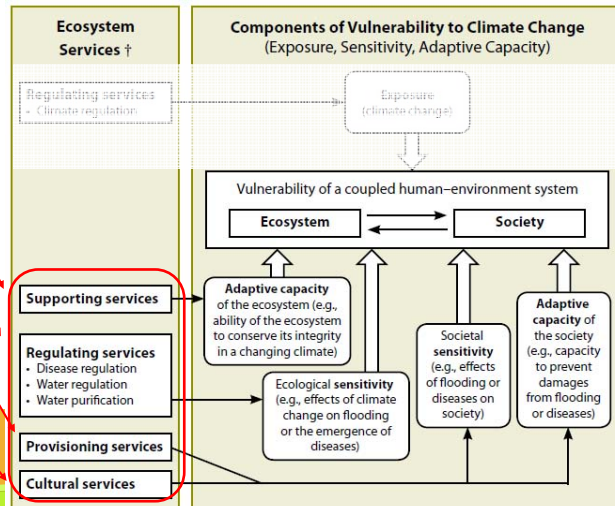 Ecosystem
Services †
Components of Vulnerability to Climate Change
(Exposure, Sensitivity, Adaptive Capacity)
Regulating services
• Climate regulation
Exposure
(climate change)
Vulnerability of a coupled human–environment system
Ecosystem
Society
Supporting services
Regulating services
• Disease regulation
• Water regulation
• Water purification
Provisioning services
Cultural services
Adaptive capacity
of the ecosystem (e.g.,
ability of the ecosystem
to conserve its integrity
in a changing climate)
Ecological sensitivity
(e.g., effects of climate
change on flooding
or the emergence of
diseases)
Societal
sensitivity
(e.g., effects
of flooding or
diseases on
society)
Adaptive
capacity of
the society
(e.g., capacity
to prevent
damages
from flooding
or diseases)